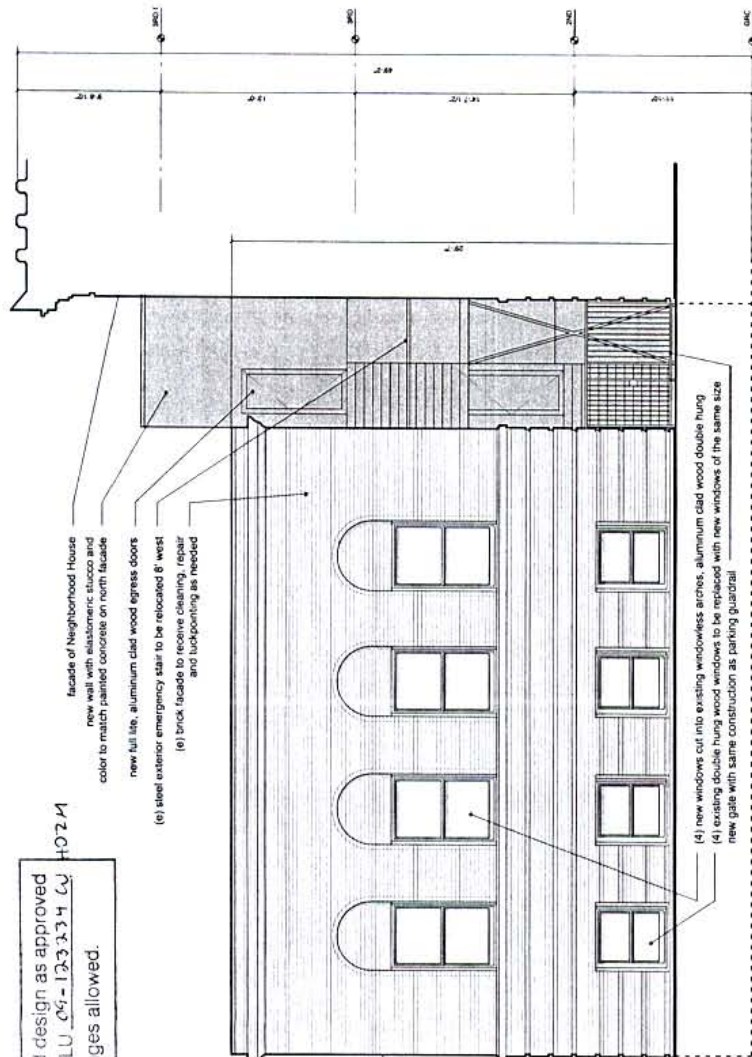 design as approved
LU 09-123234 CW HDZM
ges allowed.
facade of Neighborhood House
new wall with elastomeric stucco and
color to match painted concrete on north facade
new full lite, aluminum clad wood egress doors
(e) steel exterior emergency stair to be relocated 8' west
(e) brick facade to receive cleaning, repair
and tuckpointing as needed
(4) new windows cut into existing windowless arches, aluminum clad wood double hung
(4) existing double hung wood windows to be replaced with new windows of the same size
new gate with same construction as parking guardrail
3RD
2ND